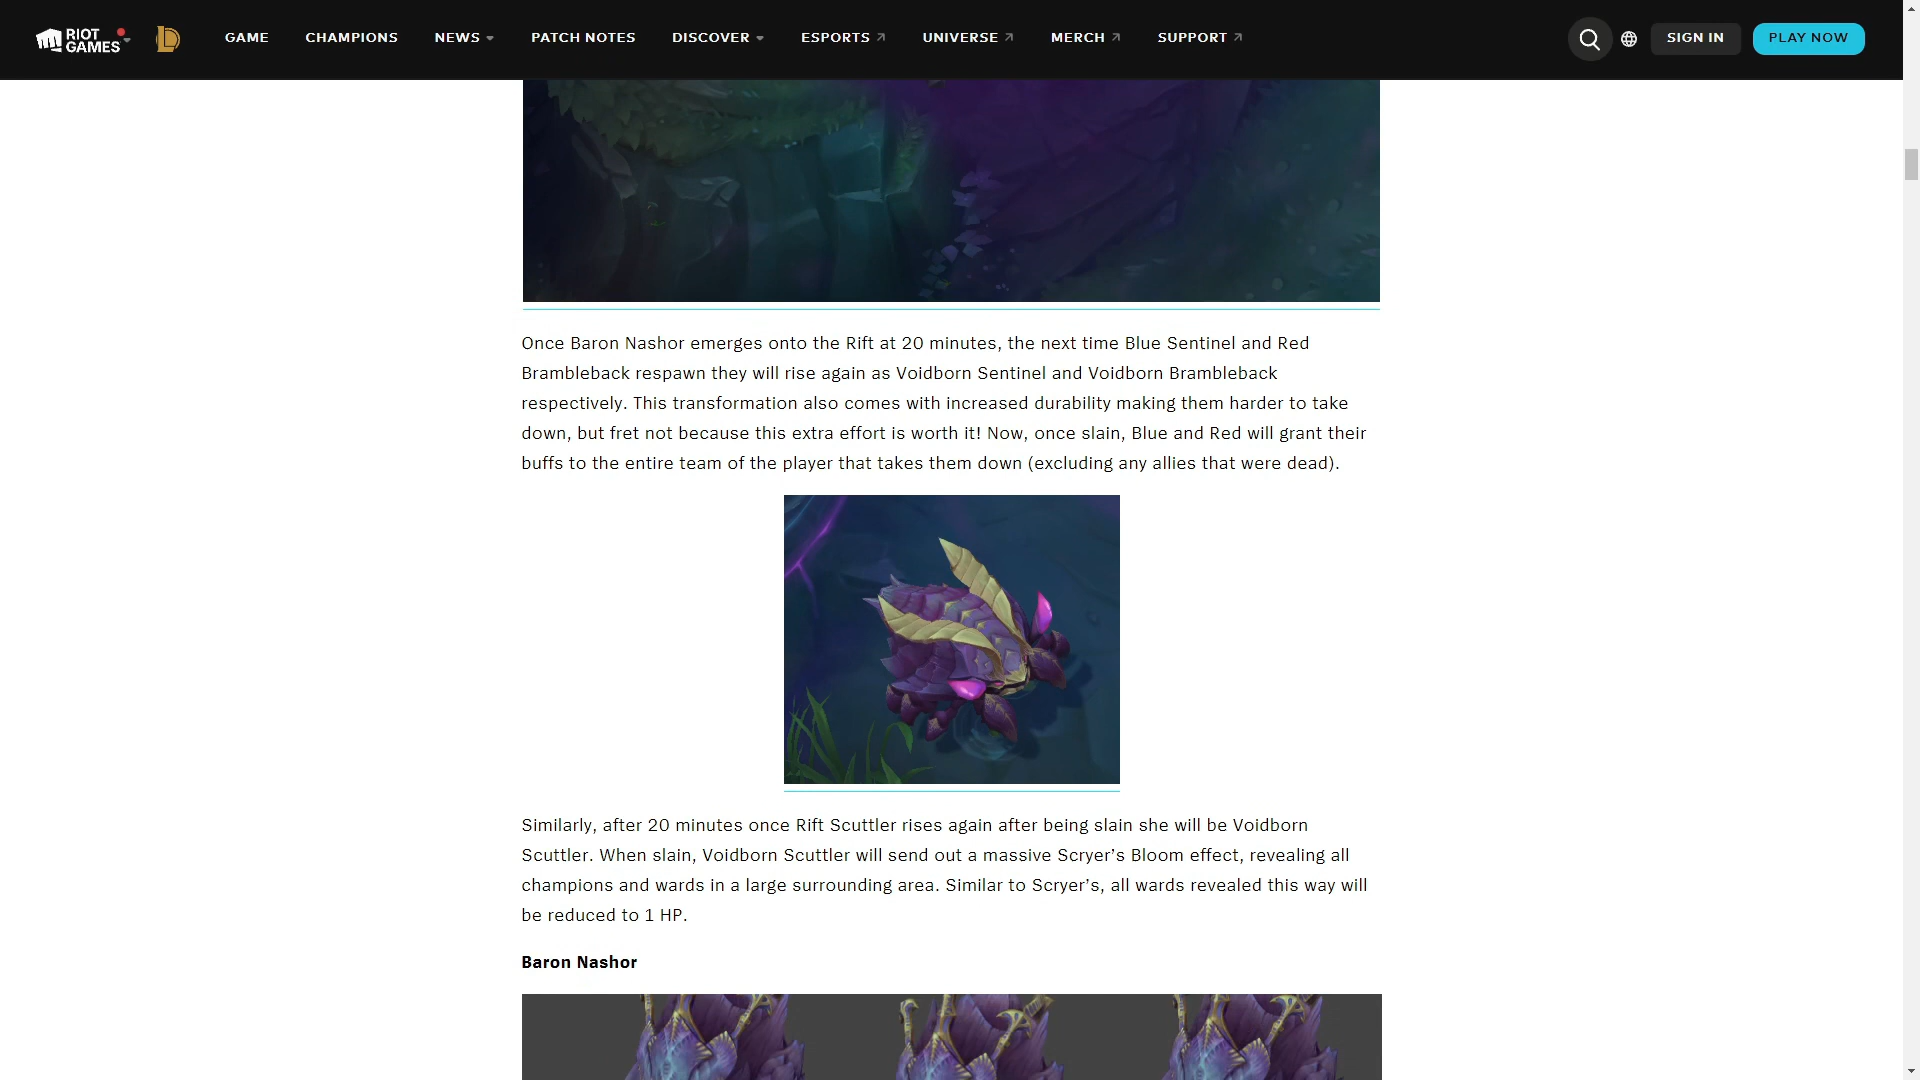 RIOT GAMES
GAME
CHAMPIONS
NEWS
PATCH NOTES
DISCOVER
ESPORTS
UNIVERSE
MERCH
SUPPORT
SIGN IN
PLAY NOW
Once Baron Nashor emerges onto the Rift at 20 minutes, the next time Blue Sentinel and Red
Brambleback respawn they will rise again as Voidborn Sentinel and Voidborn Brambleback
respectively. This transformation also comes with increased durability making them harder to take
down, but fret not because this extra effort is worth it! Now, once slain, Blue and Red will grant their
buffs to the entire team of the player that takes them down (excluding any allies that were dead).
Similarly, after 20 minutes once Rift Scuttler rises again after being slain she will be Voidborn
Scuttler. When slain, Voidborn Scuttler will send out a massive Scryer’s Bloom effect, revealing all
champions and wards in a large surrounding area. Similar to Scryer’s, all wards revealed this way will
be reduced to 1 HP.
Baron Nashor